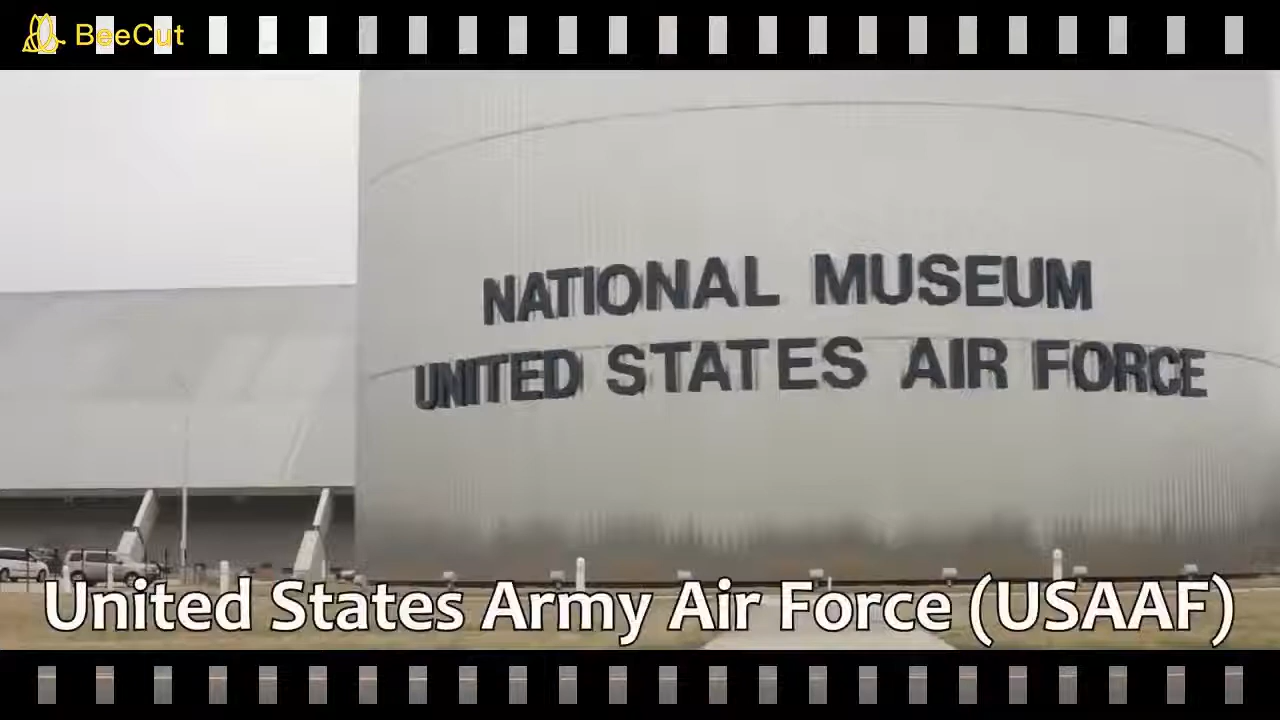 BeeCut
NATIONAL MUSEUM
UNITED STATES AIR FORCE
United States Army Air Force (USAAF)